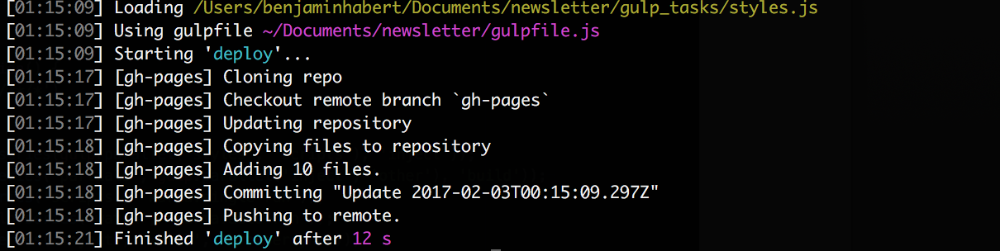 [01:15:09] Loading /Users/benjaminhabert/Documents/newsletter/gulp_tasks/styles.js
[01:15:09] Using gulpfile ~/Documents/newsletter/gulpfile.js
[01:15:09] Starting 'deploy'...
[01:15:17] [gh-pages] Cloning repo
[01:15:17] [gh-pages] Checkout remote branch `gh-pages`
[01:15:17] [gh-pages] Updating repository
[01:15:18] [gh-pages] Copying files to repository
[01:15:18] [gh-pages] Adding 10 files.
[01:15:18] [gh-pages] Committing "Update 2017-02-03T00:15:09.297Z"
[01:15:18] [gh-pages] Pushing to remote.
[01:15:21] Finished 'deploy' after 12 s